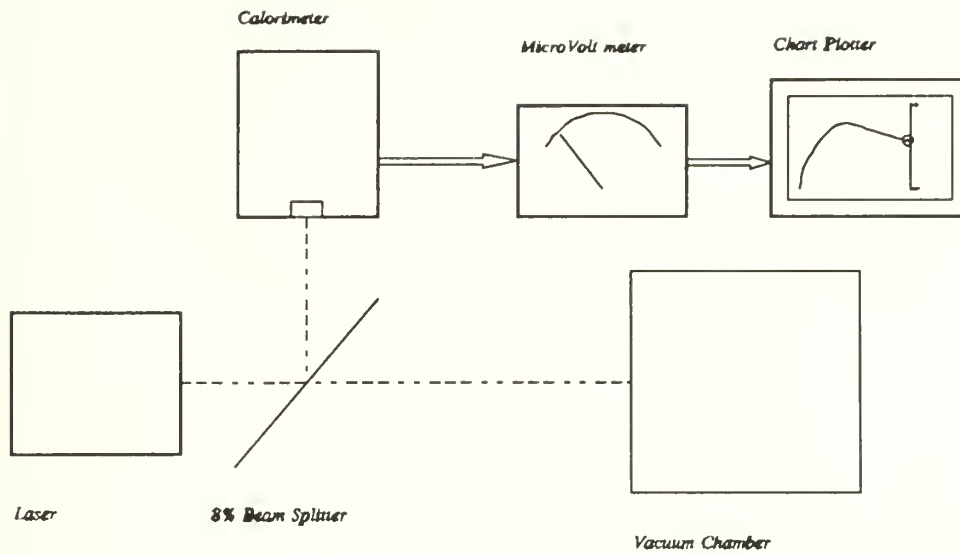 Calorimeter
MicroVolt meter
Chart Plotter
Laser
8% Beam Splitter
Vacuum Chamber